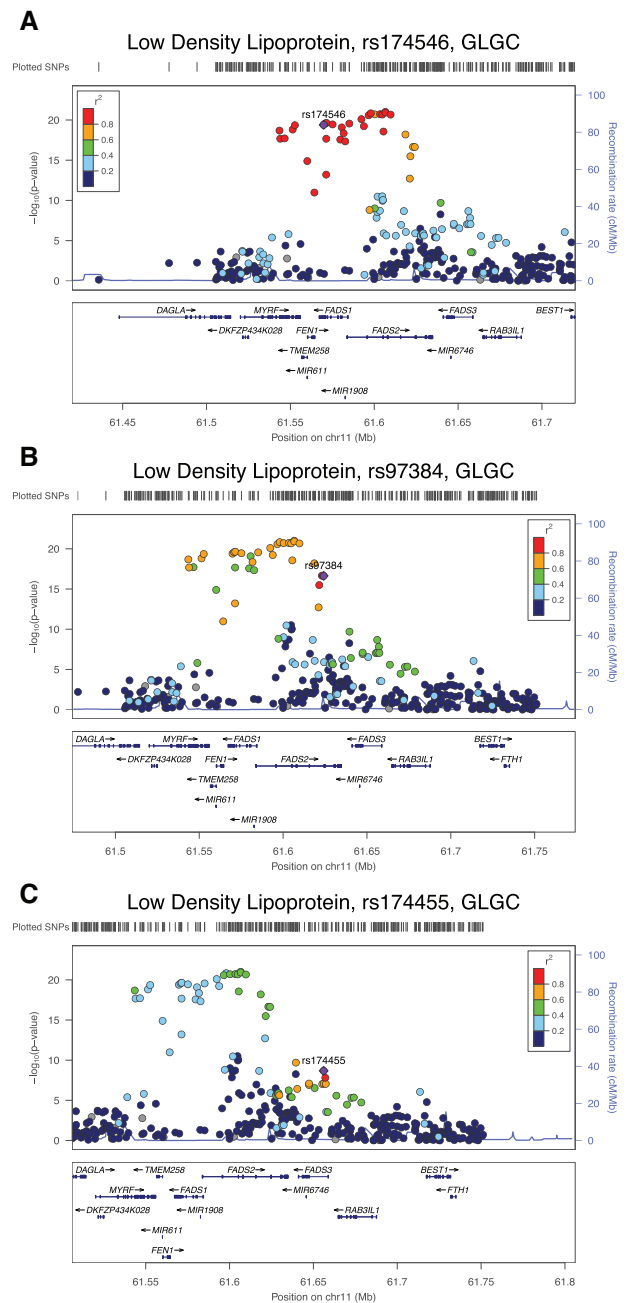 A
Low Density Lipoprotein, rs174546, GLGC
Plotted SNPs
r2
0.8
0.6
0.4
0.2
rs174546
20
15
10
5
0
−log10(p−value)
100
80
60
40
20
0
Recombination rate (cM/Mb)
DAGLA→
MYRF→
←FADS1
←FADS3
BEST1→
←DKFZP434K028
FEN1→
FADS2→
←RAB3IL1
←TMEM258
←MIR6746
←MIR611
←MIR1908
61.45
61.5
61.55
61.6
61.65
61.7
Position on chr11 (Mb)
B
Low Density Lipoprotein, rs97384, GLGC
Plotted SNPs
r2
0.8
0.6
0.4
0.2
rs97384
20
15
10
5
0
−log10(p−value)
100
80
60
40
20
0
Recombination rate (cM/Mb)
DAGLA→
MYRF→
←FADS1
←FADS3
BEST1→
←DKFZP434K028
FEN1→
FADS2→
←RAB3IL1
←FTH1
←TMEM258
←MIR6746
←MIR611
←MIR1908
61.5
61.55
61.6
61.65
61.7
61.75
Position on chr11 (Mb)
C
Low Density Lipoprotein, rs174455, GLGC
Plotted SNPs
r2
0.8
0.6
0.4
0.2
rs174455
20
15
10
5
0
−log10(p−value)
100
80
60
40
20
0
Recombination rate (cM/Mb)
DAGLA→
←TMEM258
FADS2→
←FADS3
BEST1→
MYRF→
←FADS1
←MIR6746
←FTH1
←DKFZP434K028
←MIR1908
←RAB3IL1
←MIR611
FEN1→
61.55
61.6
61.65
61.7
61.75
61.8
Position on chr11 (Mb)